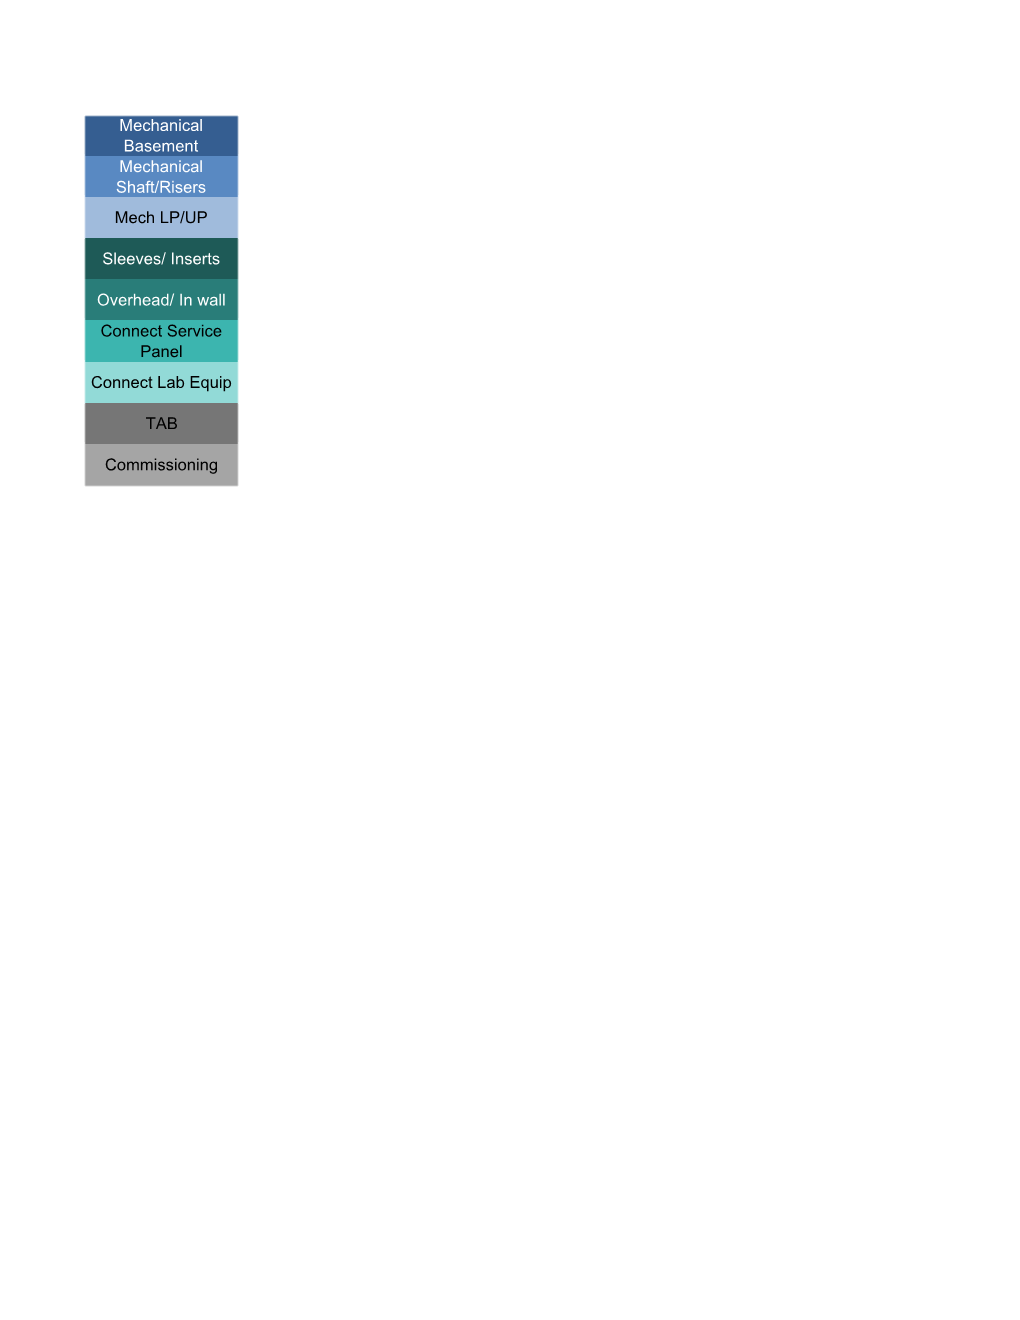 Mechanical
Basement
Mechanical
Shaft/Risers
Mech LP/UP
Sleeves/ Inserts
Overhead/ In wall
Connect Service
Panel
Connect Lab Equip
TAB
Commissioning